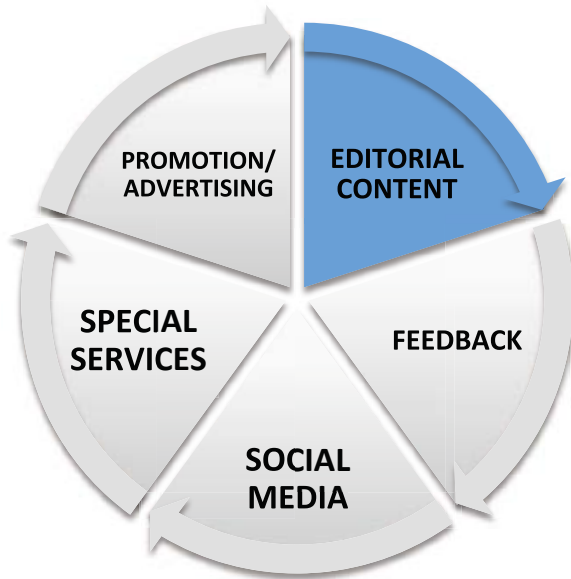 PROMOTION/
ADVERTISING
EDITORIAL
CONTENT
SPECIAL
SERVICES
FEEDBACK
SOCIAL
MEDIA